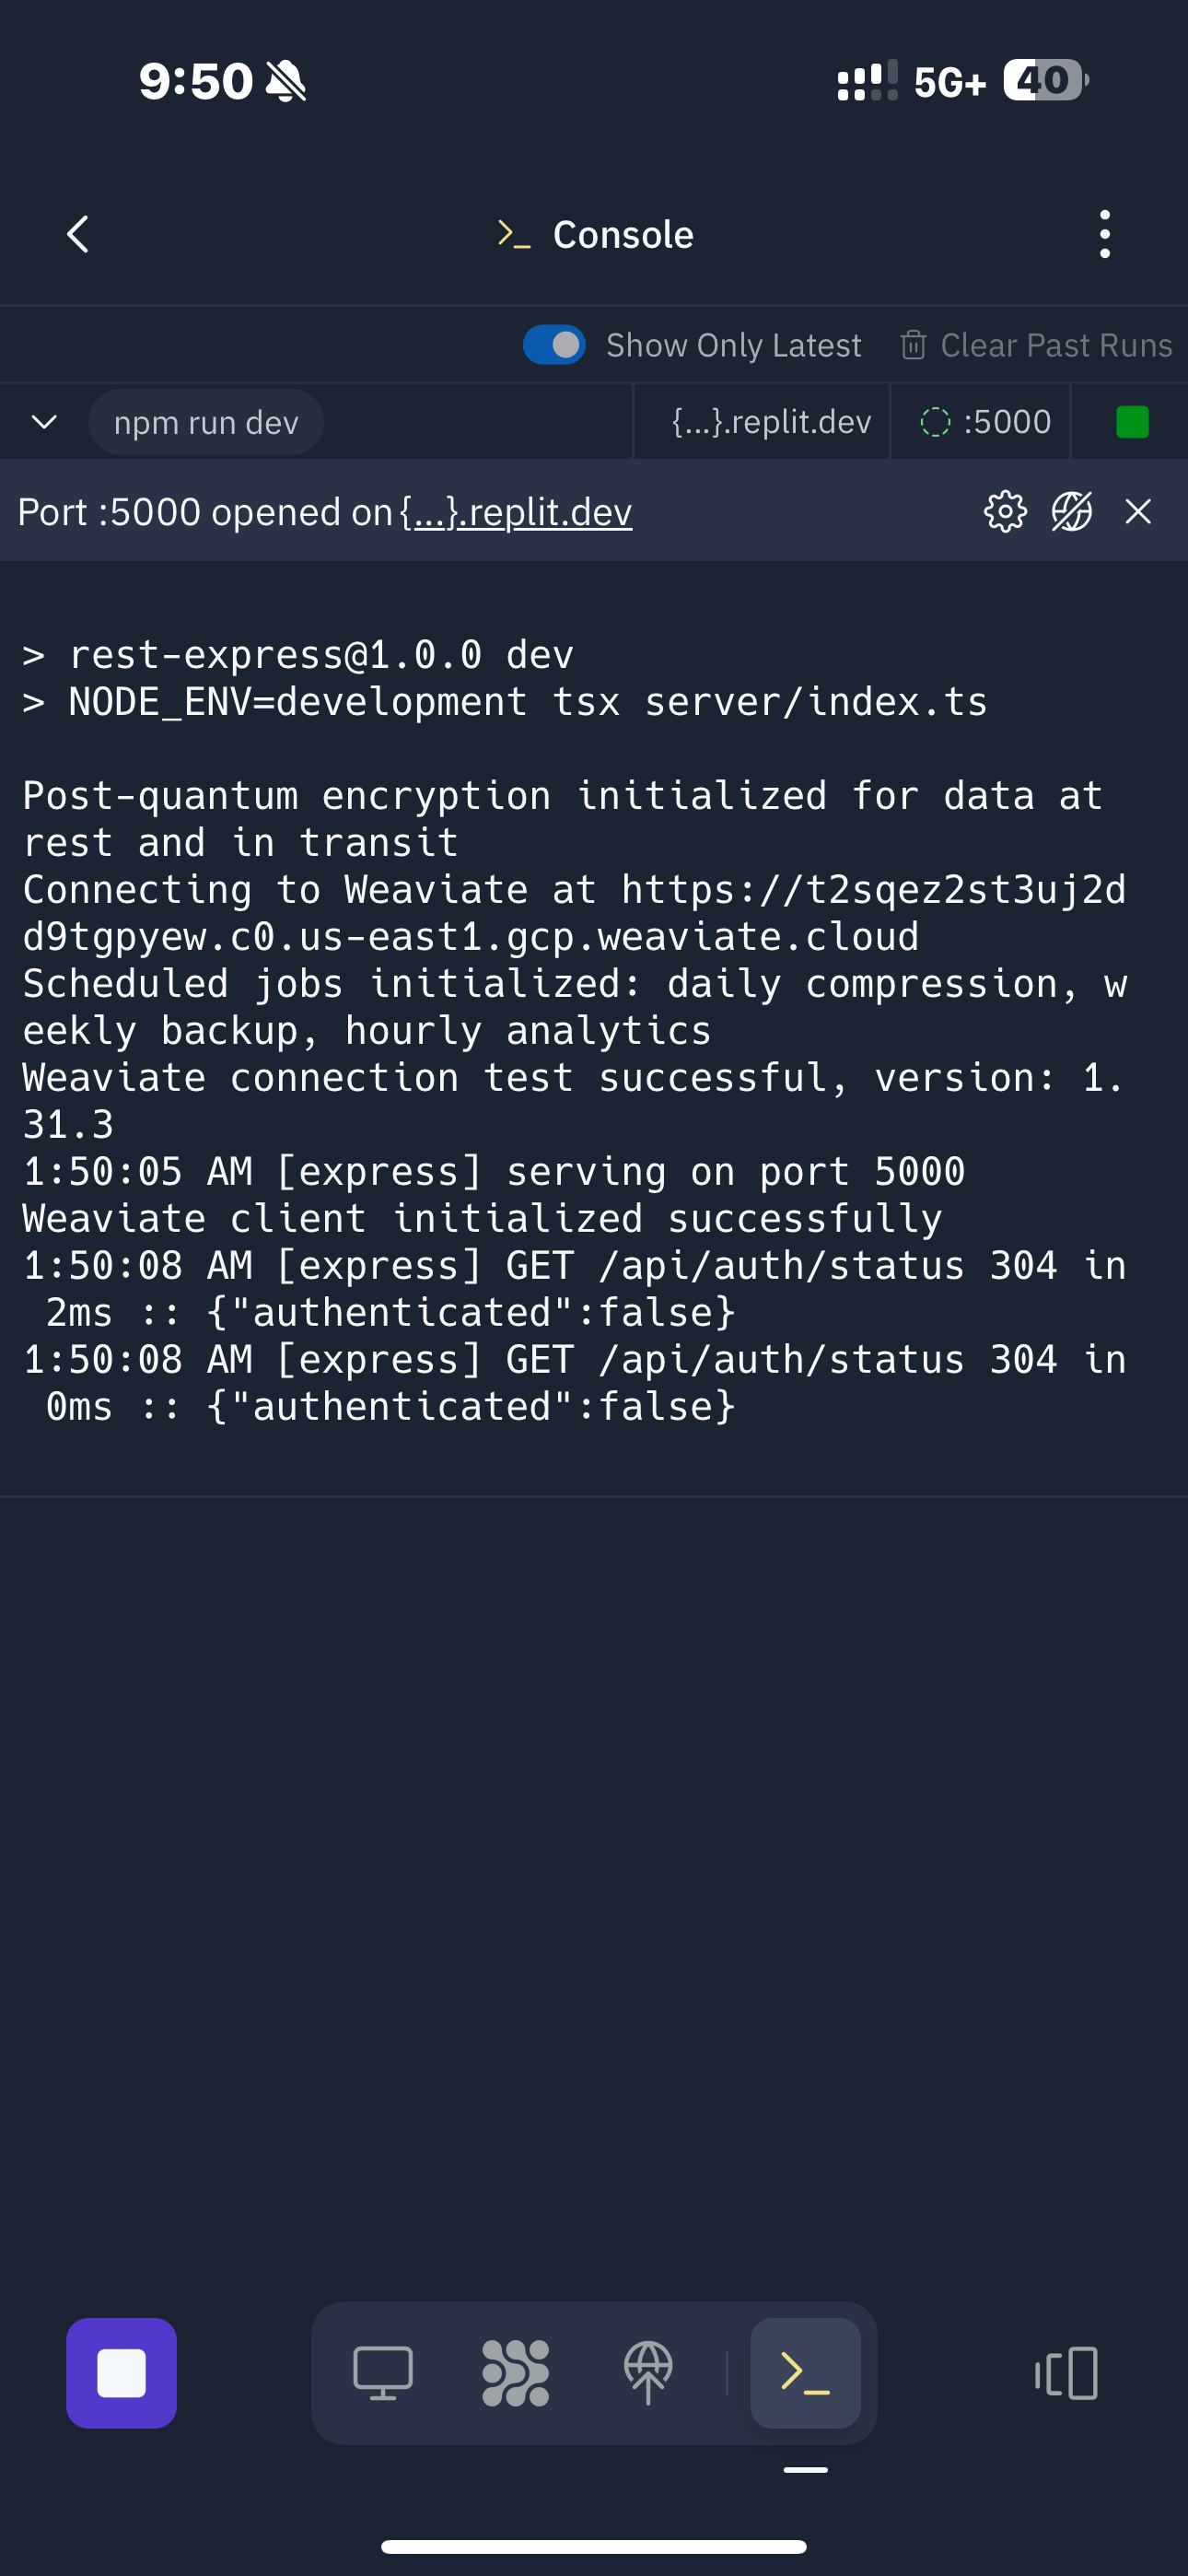 9:50
5G+
40
>_ Console
Show Only Latest
Clear Past Runs
npm run dev
{...}.replit.dev
:5000
Port :5000 opened on {...}.replit.dev
> rest-express@1.0.0 dev
> NODE_ENV=development tsx server/index.ts
Post-quantum encryption initialized for data at
rest and in transit
Connecting to Weaviate at https://t2sqez2st3uj2d
d9tgpyew.c0.us-east1.gcp.weaviate.cloud
Scheduled jobs initialized: daily compression, w
eekly backup, hourly analytics
Weaviate connection test successful, version: 1.
31.3
1:50:05 AM [express] serving on port 5000
Weaviate client initialized successfully
1:50:08 AM [express] GET /api/auth/status 304 in
 2ms :: {"authenticated":false}
1:50:08 AM [express] GET /api/auth/status 304 in
 0ms :: {"authenticated":false}